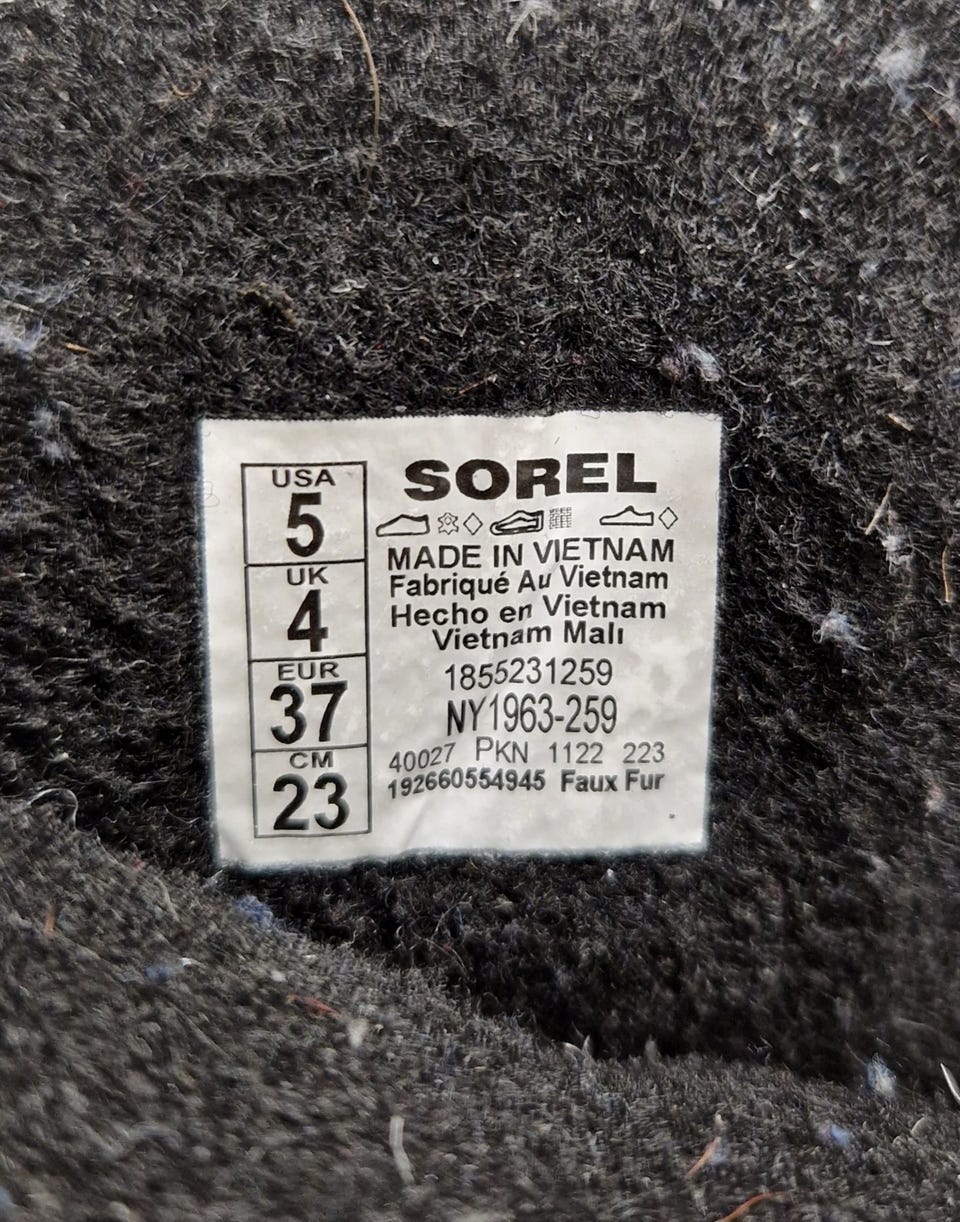 USA
5
UK
4
EUR
37
CM
23
SOREL
MADE IN VIETNAM
Fabriqué Au Vietnam
Hecho en Vietnam
Vietnam Malı
1855231259
NY1963-259
40027 PKN 1122 223
192660554945 Faux Fur